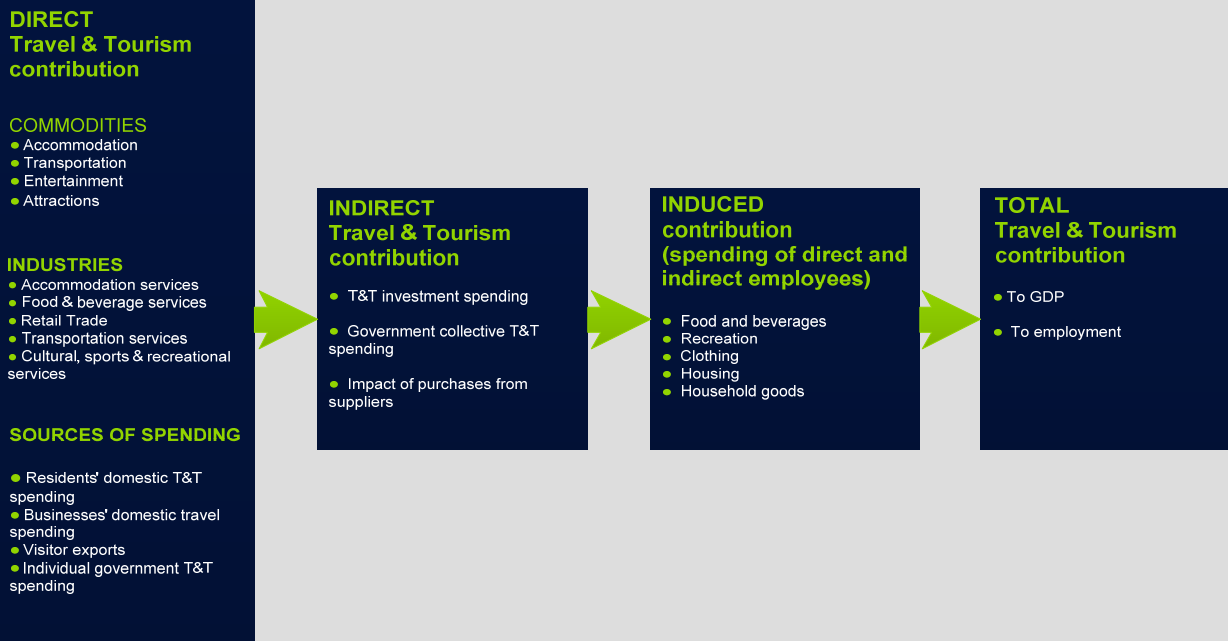 DIRECT
Travel & Tourism
contribution
COMMODITIES
• Accommodation
• Transportation
• Entertainment
• Attractions
INDUSTRIES
• Accommodation services
• Food & beverage services
• Retail Trade
• Transportation services
• Cultural, sports & recreational
services
SOURCES OF SPENDING
• Residents' domestic T&T
spending
• Businesses' domestic travel
spending
• Visitor exports
• Individual government T&T
spending
INDIRECT
Travel & Tourism
contribution
• T&T investment spending
• Government collective T&T
spending
• Impact of purchases from
suppliers
INDUCED
contribution
(spending of direct and
indirect employees)
• Food and beverages
• Recreation
• Clothing
• Housing
• Household goods
TOTAL
Travel & Tourism
contribution
• To GDP
• To employment